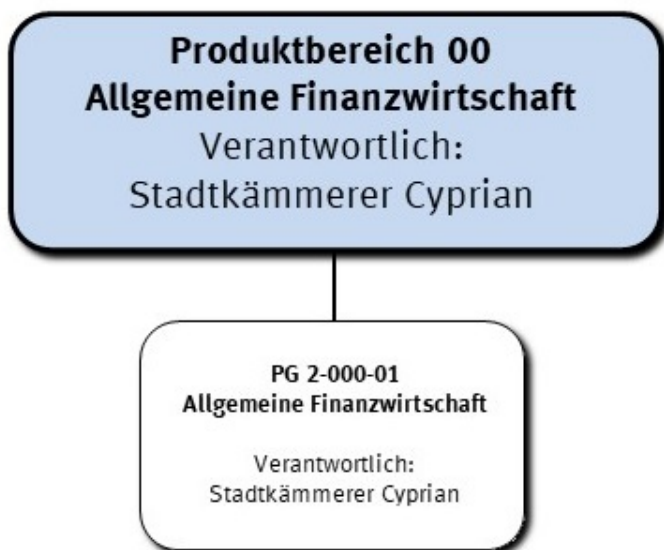 Produktbereich 00
Allgemeine Finanzwirtschaft
Verantwortlich:
Stadtkämmerer Cyprian
PG 2-000-01
Allgemeine Finanzwirtschaft
Verantwortlich:
Stadtkämmerer Cyprian